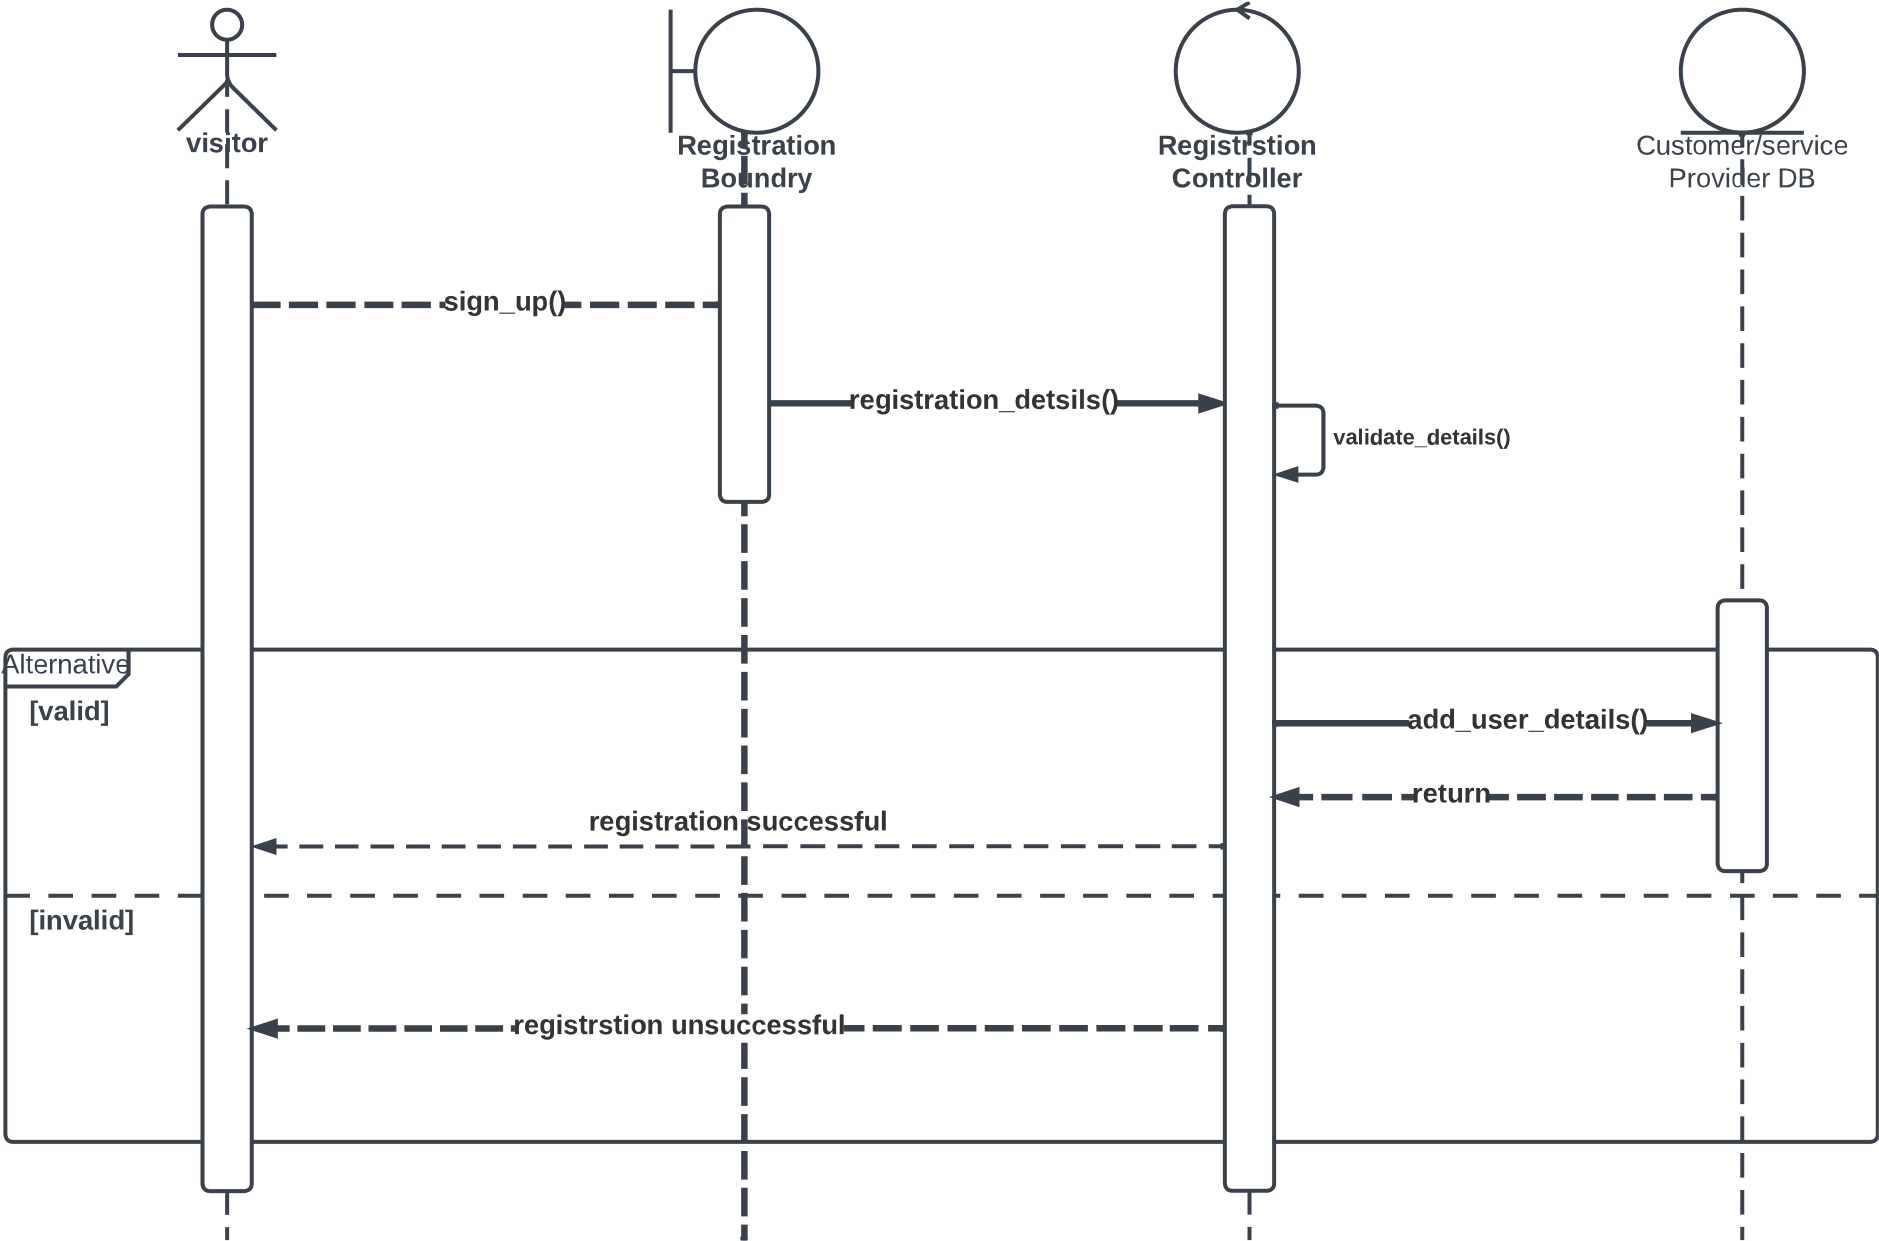 visitor
Registration
Boundry
Registrstion
Controller
Customer/service
Provider DB
sign_up()
registration_detsils()
validate_details()
Alternative
[valid]
add_user_details()
return
registration successful
[invalid]
registrstion unsuccessful